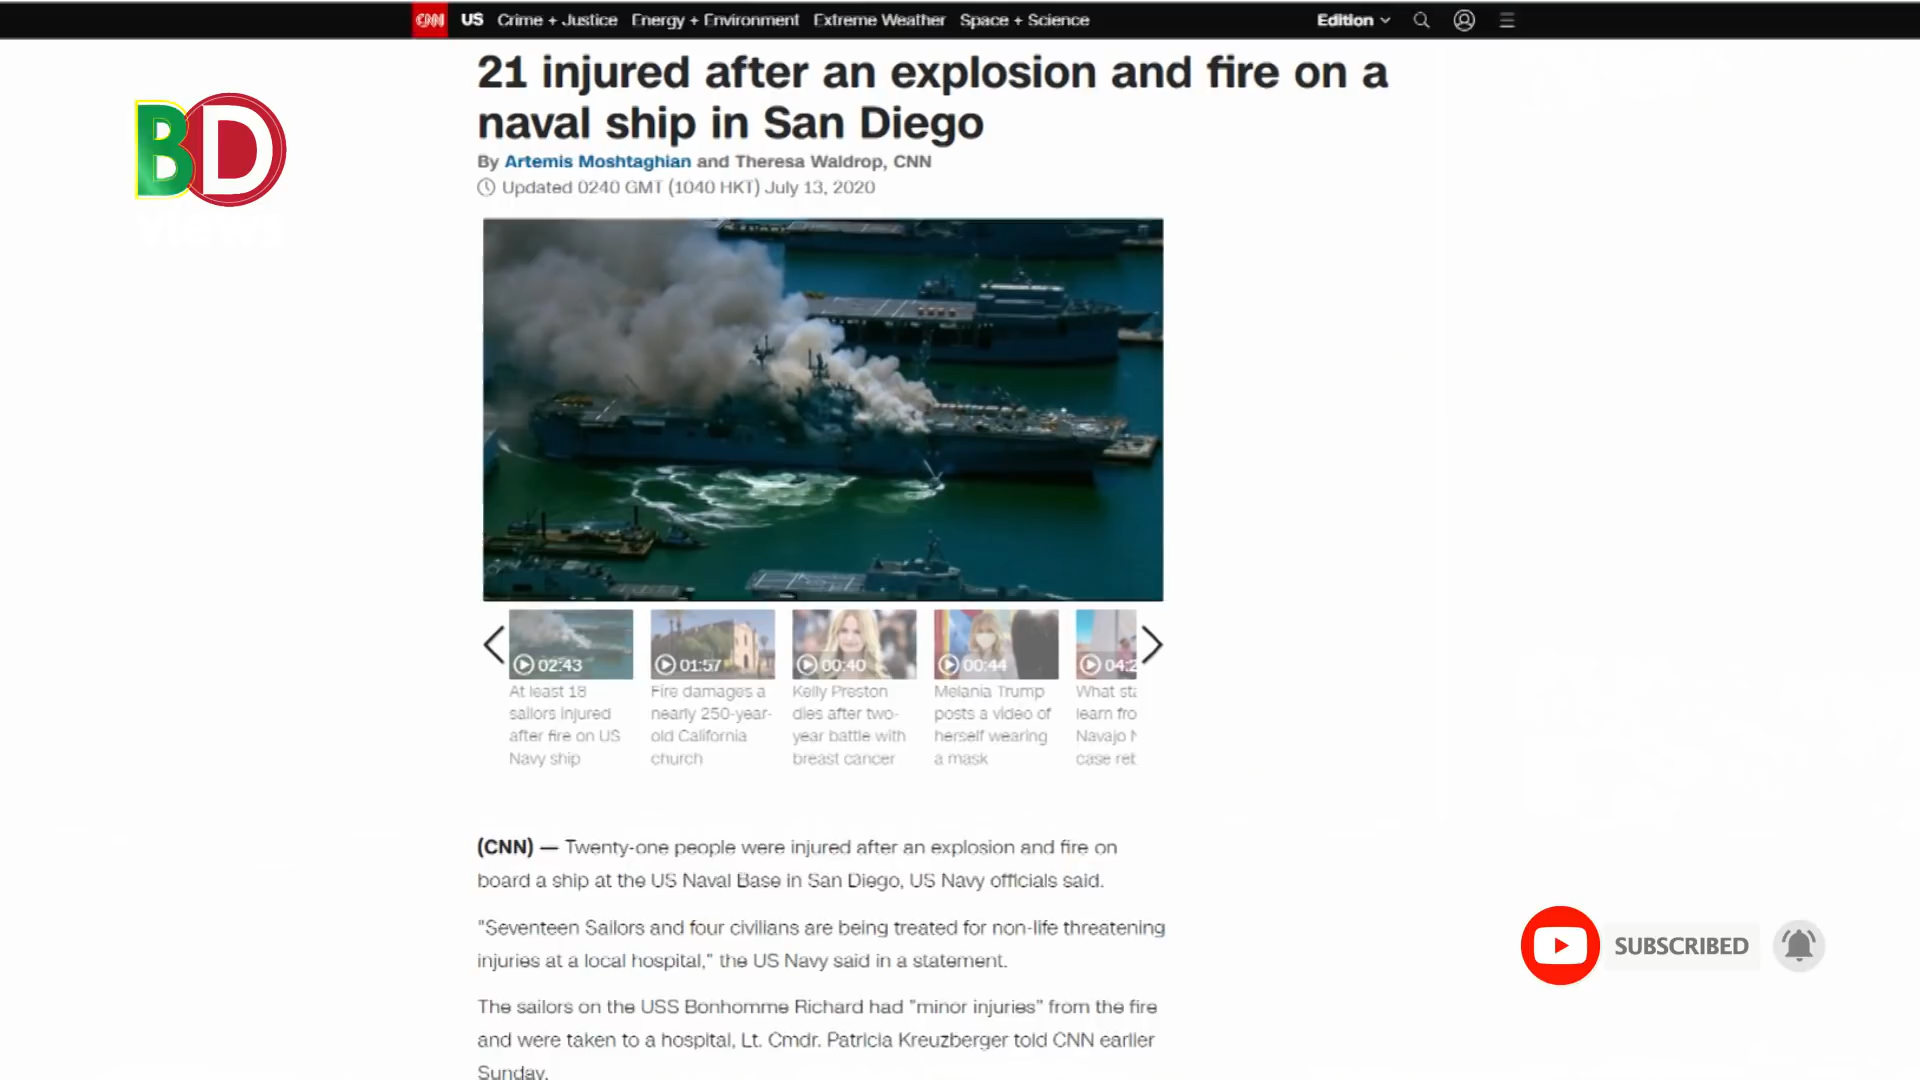 CNN US Crime + Justice Energy + Environment Extreme Weather Space + Science Edition
21 injured after an explosion and fire on a
naval ship in San Diego
By Artemis Moshtaghian and Theresa Waldrop, CNN
Updated 0240 GMT (1040 HKT) July 13, 2020
BD
Views
02:43
01:57
00:40
00:44
04:2
At least 18
sailors injured
after fire on US
Navy ship
Fire damages a
nearly 250-year-
old California
church
Kelly Preston
dies after two-
year battle with
breast cancer
Melania Trump
posts a video of
herself wearing
a mask
What sta
learn fro
Navajo N
case ret
(CNN) — Twenty-one people were injured after an explosion and fire on
board a ship at the US Naval Base in San Diego, US Navy officials said.
"Seventeen Sailors and four civilians are being treated for non-life threatening
injuries at a local hospital," the US Navy said in a statement.
The sailors on the USS Bonhomme Richard had "minor injuries" from the fire
and were taken to a hospital, Lt. Cmdr. Patricia Kreuzberger told CNN earlier
Sunday.
SUBSCRIBED